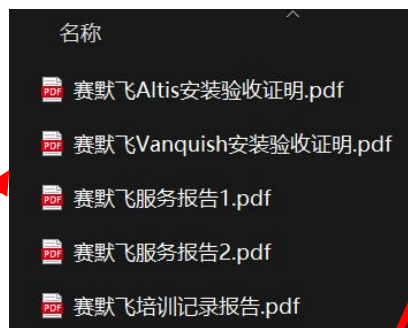 名称
赛默飞Altis安装验收证明.pdf
赛默飞Vanquish安装验收证明.pdf
赛默飞服务报告1.pdf
赛默飞服务报告2.pdf
赛默飞培训记录报告.pdf